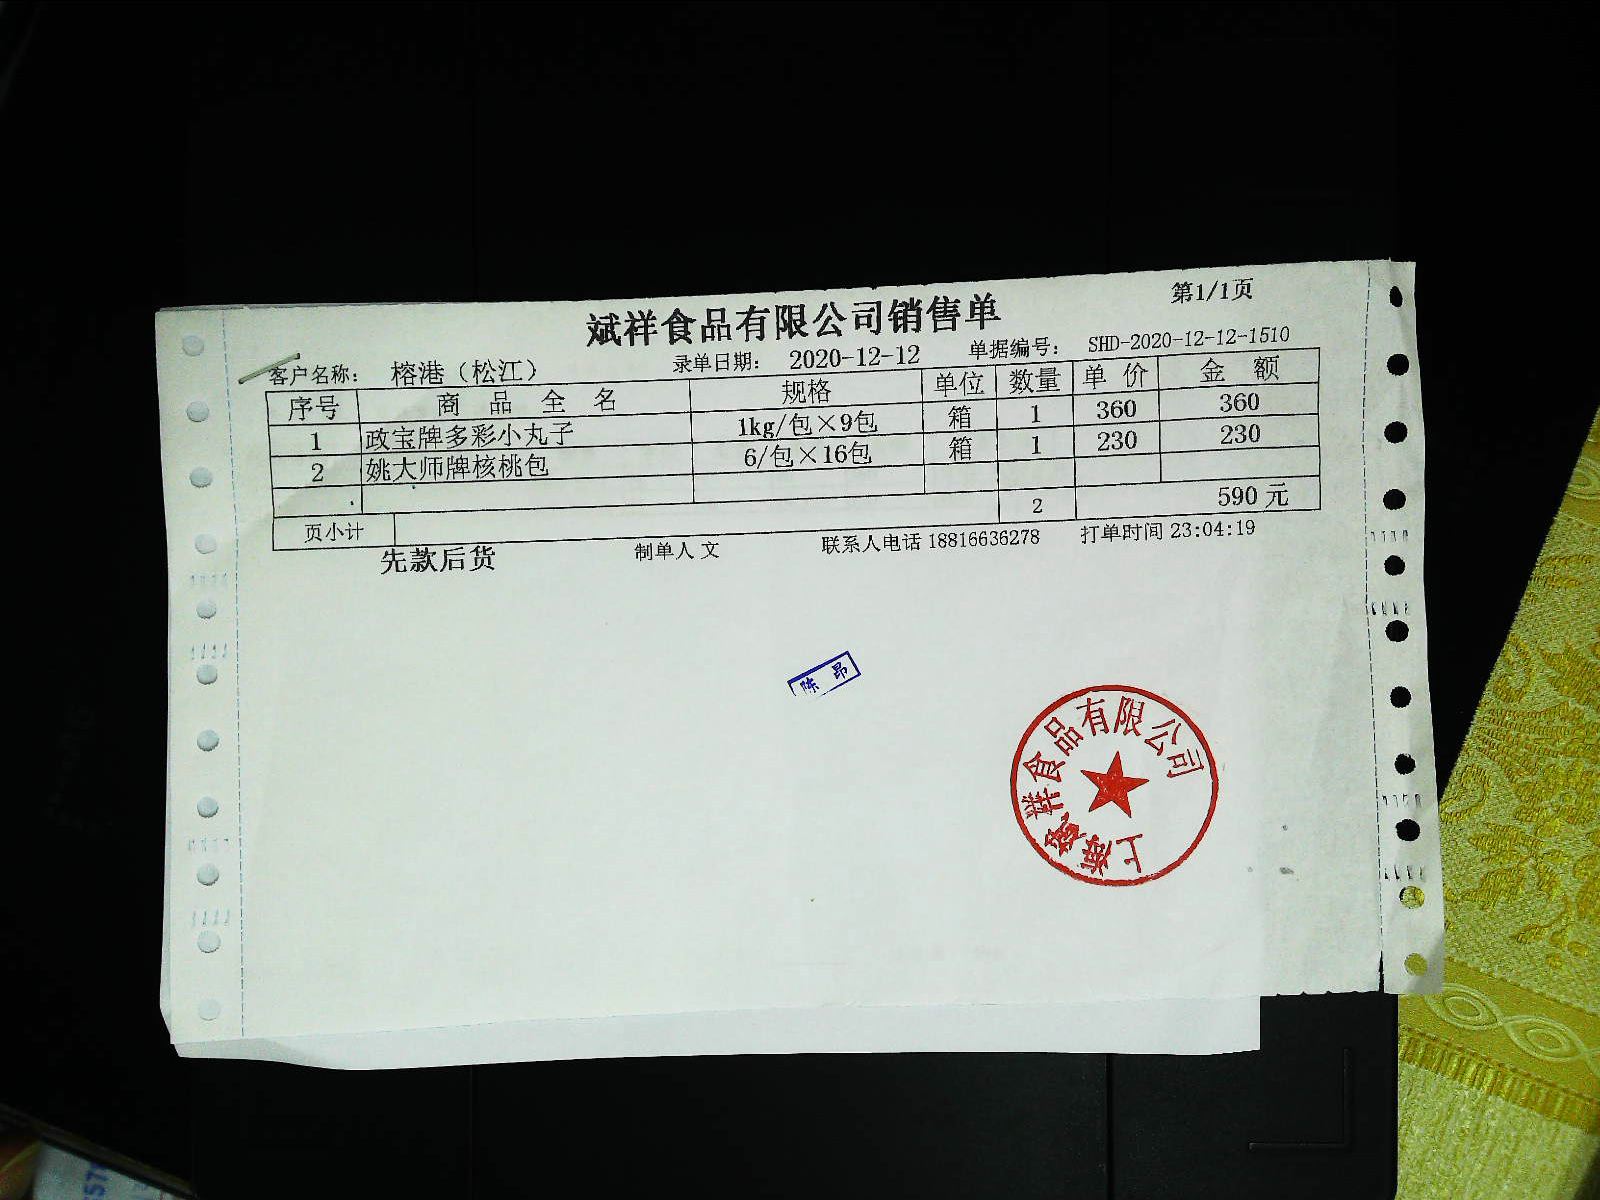 第1/1页
斌祥食品有限公司销售单
客户名称: 榕港（松江） 录单日期: 2020-12-12 单据编号: SHD-2020-12-12-1510
序号 商品全名 规格 单位 数量 单价 金额
1 政宝牌多彩小丸子 1kg/包×9包 箱 1 360 360
2 姚大师牌核桃包 6/包×16包 箱 1 230 230
页小计 2 590元
先款后货 制单人 文 联系人电话 18816636278 打单时间 23:04:19
陈昂
上海斌祥食品有限公司